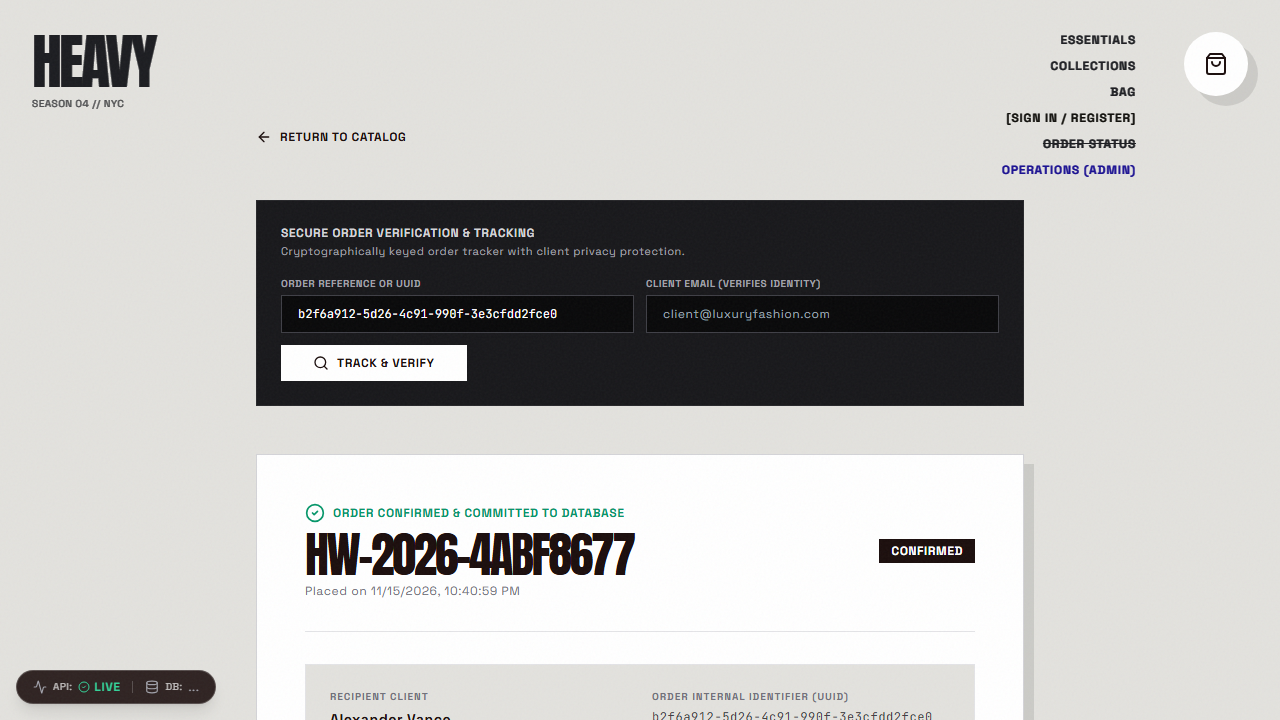 HEAVY
SEASON 04 // NYC
ESSENTIALS
COLLECTIONS
BAG
[SIGN IN / REGISTER]
ORDER STATUS
OPERATIONS (ADMIN)
RETURN TO CATALOG
SECURE ORDER VERIFICATION & TRACKING
Cryptographically keyed order tracker with client privacy protection.
ORDER REFERENCE OR UUID
b2f6a912-5d26-4c91-990f-3e3cfdd2fce0
CLIENT EMAIL (VERIFIES IDENTITY)
client@luxuryfashion.com
TRACK & VERIFY
ORDER CONFIRMED & COMMITTED TO DATABASE
HW-2026-4ABF8677
CONFIRMED
Placed on 11/15/2026, 10:40:59 PM
RECIPIENT CLIENT
Alexander Vance
ORDER INTERNAL IDENTIFIER (UUID)
b2f6a912-5d26-4c91-990f-3e3cfdd2fce0
API: LIVE DB: ...